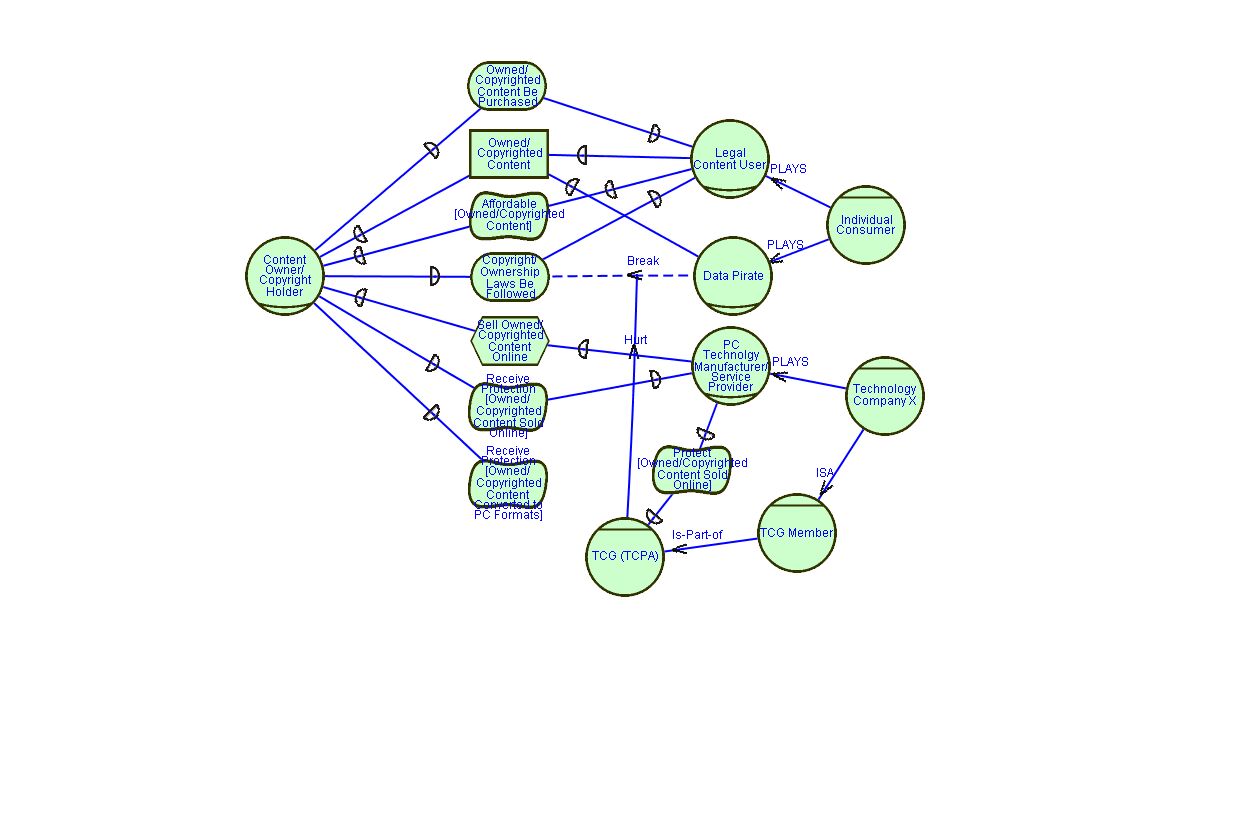 Owned/
Copyrighted
Content Be
Purchased
Owned/
Copyrighted
Content
Affordable
[Owned/Copyrighted
Content]
Copyright/
Ownership
Laws Be
Followed
Sell Owned/
Copyrighted
Content
Online
Receive
Protection
[Owned/
Copyrighted
Content Sold
Online]
Receive
Protection
[Owned/
Copyrighted
Content
Converted to
PC Formats]
Content
Owner/
Copyright
Holder
Legal
Content User
PLAYS
Individual
Consumer
PLAYS
Data Pirate
Break
Hurt
PC
Technolgy
Manufacturer/
Service
Provider
PLAYS
Technology
Company X
Protect
[Owned/Copyrighted
Content Sold
Online]
ISA
TCG Member
Is-Part-of
TCG (TCPA)